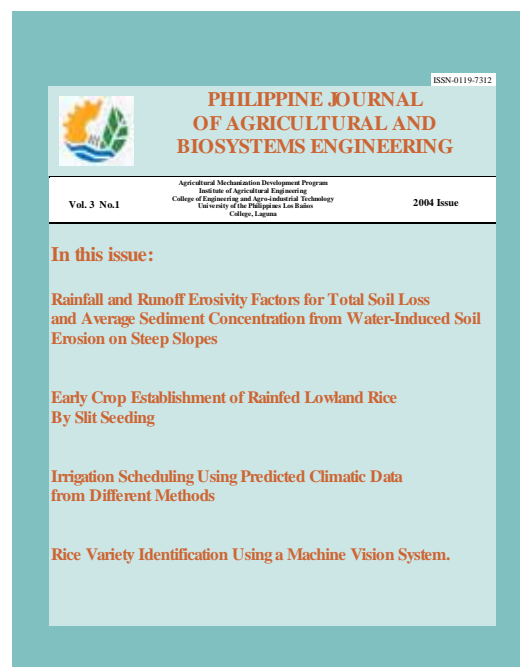 ISSN-0119-7312
PHILIPPINE JOURNAL
OF AGRICULTURAL AND
BIOSYSTEMS ENGINEERING
Vol. 3 No.1
Agricultural Mechanization Development Program
Institute of Agricultural Engineering
College of Engineering and Agro-industrial Technology
University of the Philippines Los Baños
College, Laguna
2004 Issue
In this issue:
Rainfall and Runoff Erosivity Factors for Total Soil Loss
and Average Sediment Concentration from Water-Induced Soil
Erosion on Steep Slopes
Early Crop Establishment of Rainfed Lowland Rice
By Slit Seeding
Irrigation Scheduling Using Predicted Climatic Data
from Different Methods
Rice Variety Identification Using a Machine Vision System.